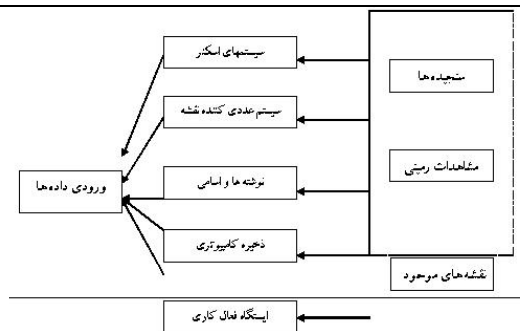 سیستمهای اسکنر
سنجیده‌ها
سیستم عددی کننده نقشه
مشاهدات زمینی
نوشته ها و اسامی
ورودی داده‌ها
ذخیره کامپیوتری
نقشه‌های موجود
ایستگاه فعال کاری